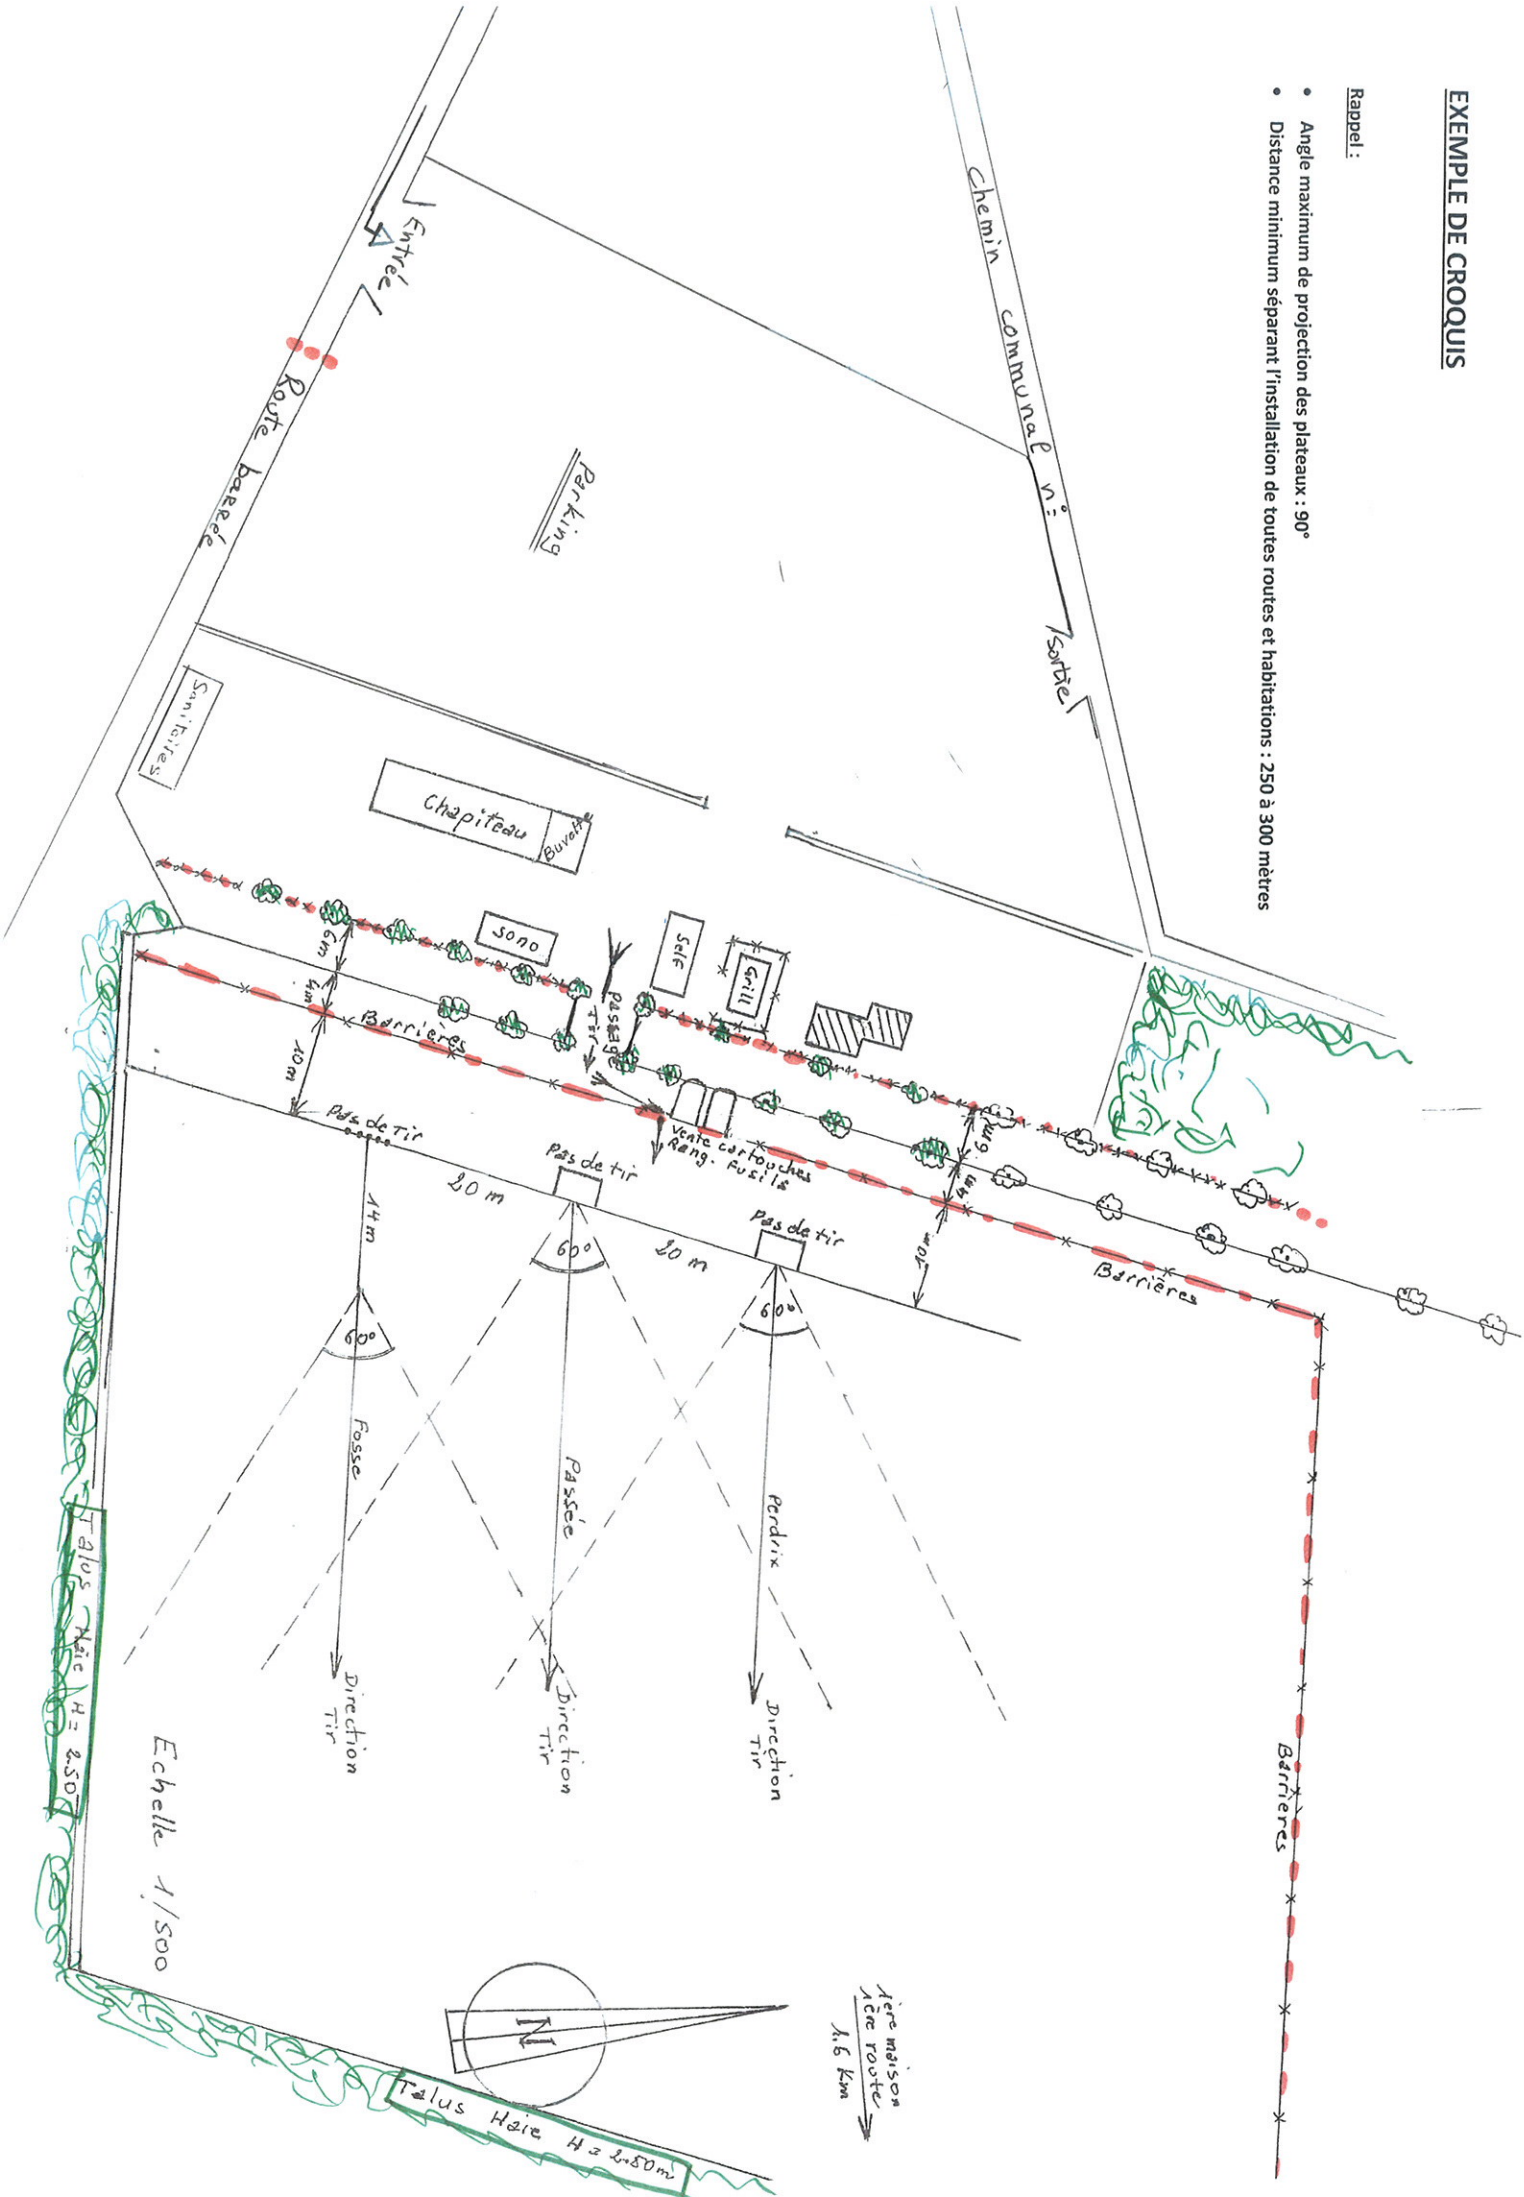 EXEMPLE DE CROQUIS
Rappel :
• Angle maximum de projection des plateaux : 90°
• Distance minimum séparant l'installation de toutes routes et habitations : 250 à 300 mètres
Chemin communal n°
Sortie
Entrée
Route barrée
Parking
Sanitaires
Chapiteau
Buvette
Sono
Self
Grill
Passage
Tir
6m
4m
10m
Barrières
Vente cartouches
Rang. Fusils
6m
4m
10m
Barrières
Pas de tir
20 m
Pas de tir
20 m
Pas de tir
14m
60°
60°
60°
Fosse
Passée
Perdrix
Direction
Tir
Direction
Tir
Direction
Tir
Barrières
Talus Haie H = 2.50
Echelle 1/500
N
1ère maison
1ère route
1.6 Km
Talus Haie H = 2.50m